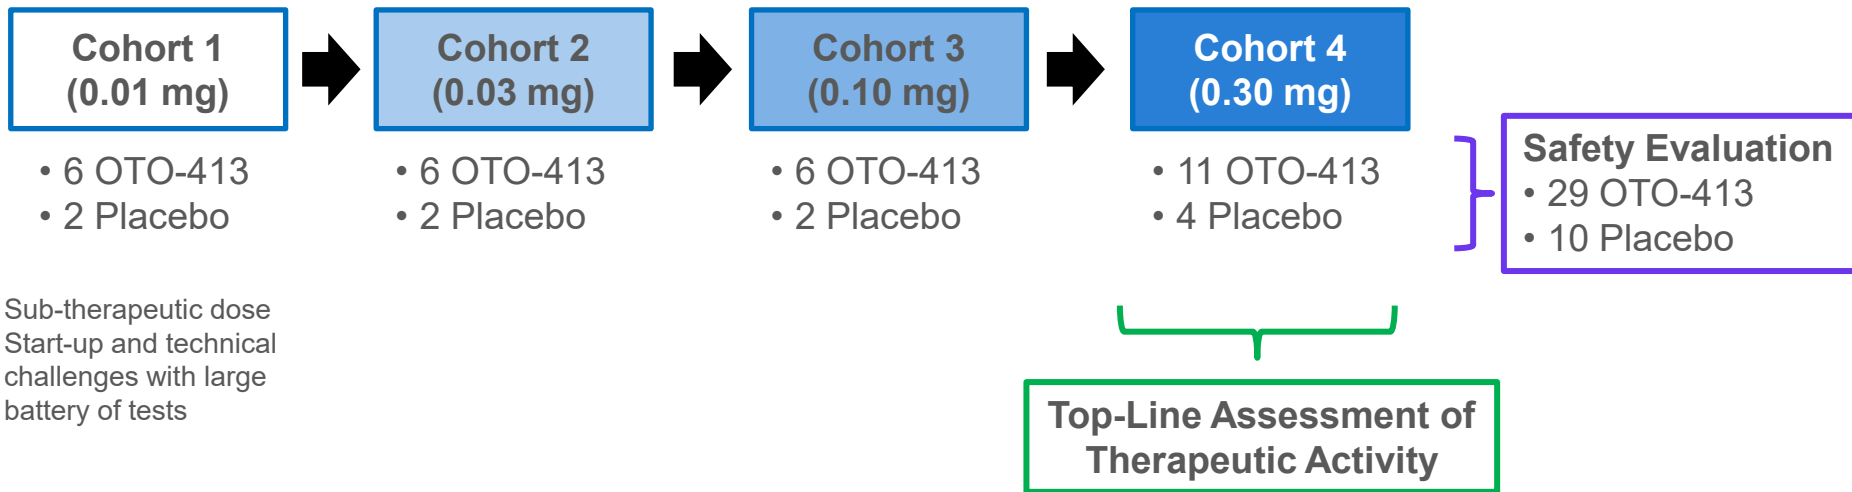 Cohort 1
(0.01 mg)
• 6 OTO-413
• 2 Placebo
Sub-therapeutic dose
Start-up and technical
challenges with large
battery of tests
Cohort 2
(0.03 mg)
• 6 OTO-413
• 2 Placebo
Cohort 3
(0.10 mg)
• 6 OTO-413
• 2 Placebo
Cohort 4
(0.30 mg)
• 11 OTO-413
• 4 Placebo
Safety Evaluation
• 29 OTO-413
• 10 Placebo
Top-Line Assessment of
Therapeutic Activity